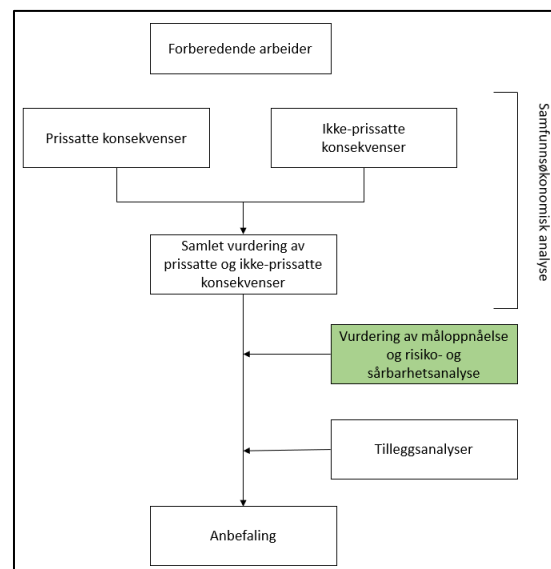 Forberedende arbeider
Prissatte konsekvenser
Ikke-prissatte
konsekvenser
Samfunnsøkonomisk analyse
Samlet vurdering av
prissatte og ikke-prissatte
konsekvenser
Vurdering av måloppnåelse
og risiko- og
sårbarhetsanalyse
Tilleggsanalyser
Anbefaling